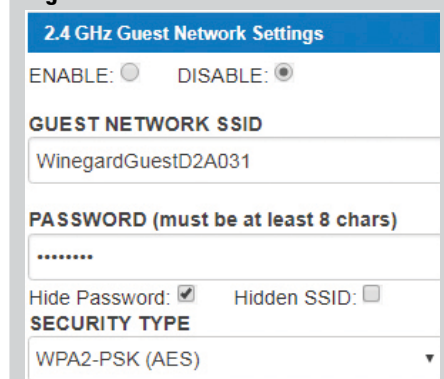 2.4 GHz Guest Network Settings
ENABLE: DISABLE:
GUEST NETWORK SSID
WinegardGuestD2A031
PASSWORD (must be at least 8 chars)
••••••••
Hide Password: Hidden SSID:
SECURITY TYPE
WPA2-PSK (AES)